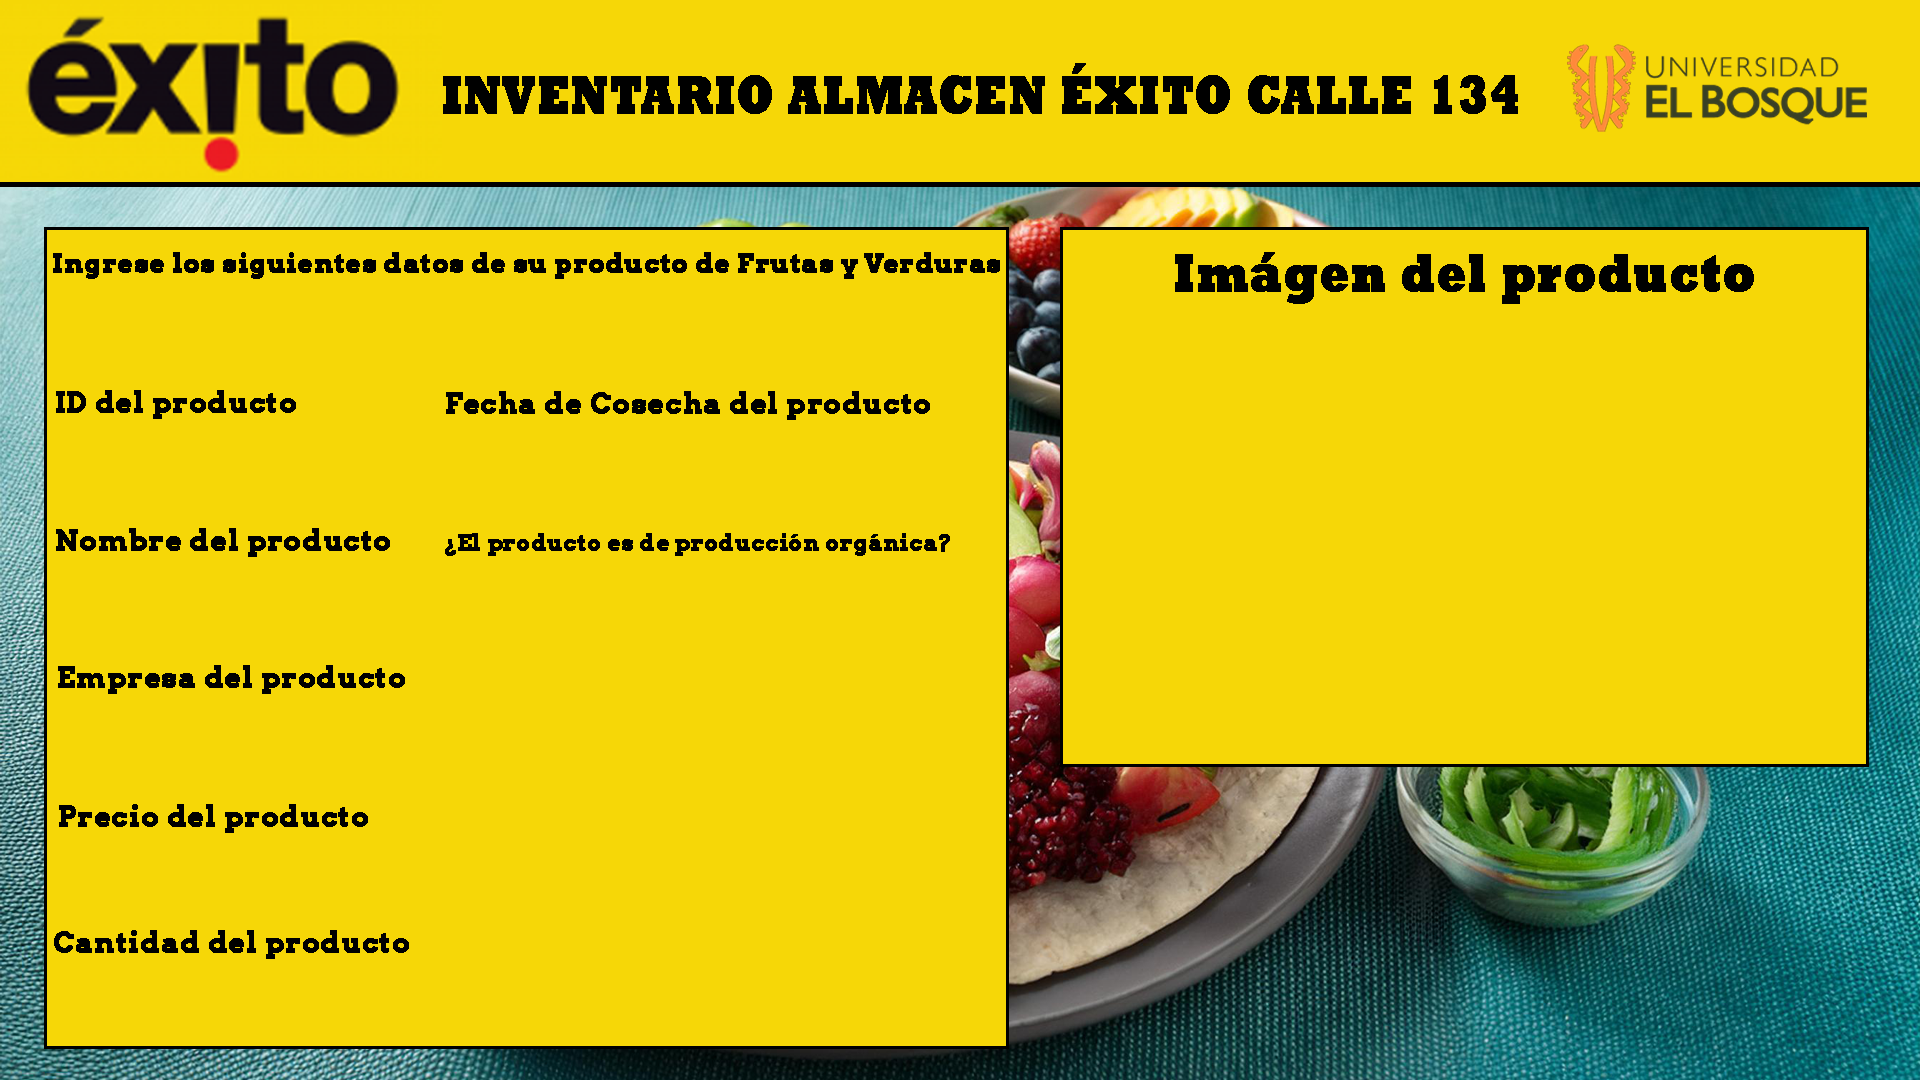 éxito
INVENTARIO ALMACEN ÉXITO CALLE 134
UNIVERSIDAD
EL BOSQUE
Ingrese los siguientes datos de su producto de Frutas y Verduras
ID del producto
Fecha de Cosecha del producto
Nombre del producto
¿El producto es de producción orgánica?
Empresa del producto
Precio del producto
Cantidad del producto
Imágen del producto